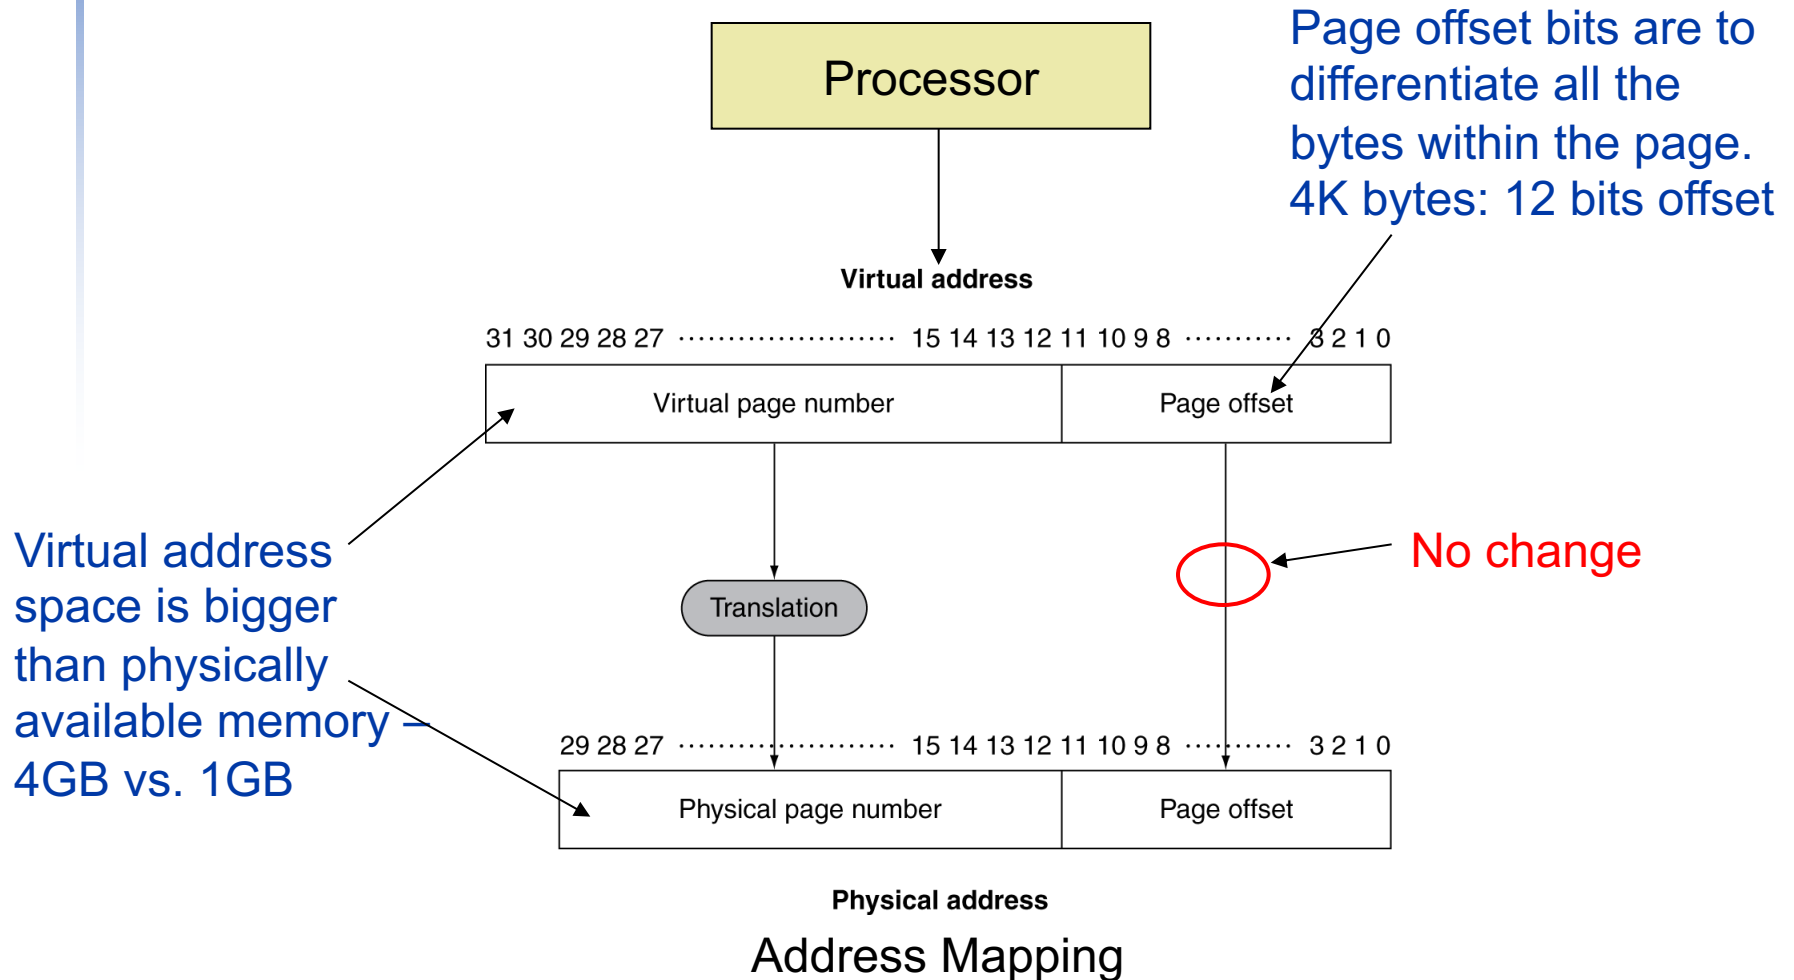 Processor
Page offset bits are to
differentiate all the
bytes within the page.
4K bytes: 12 bits offset
Virtual address
31 30 29 28 27 ······················ 15 14 13 12 11 10 9 8 ··········· 3 2 1 0
Virtual page number
Page offset
Virtual address
space is bigger
than physically
available memory –
4GB vs. 1GB
Translation
No change
29 28 27 ······················ 15 14 13 12 11 10 9 8 ··········· 3 2 1 0
Physical page number
Page offset
Physical address
Address Mapping